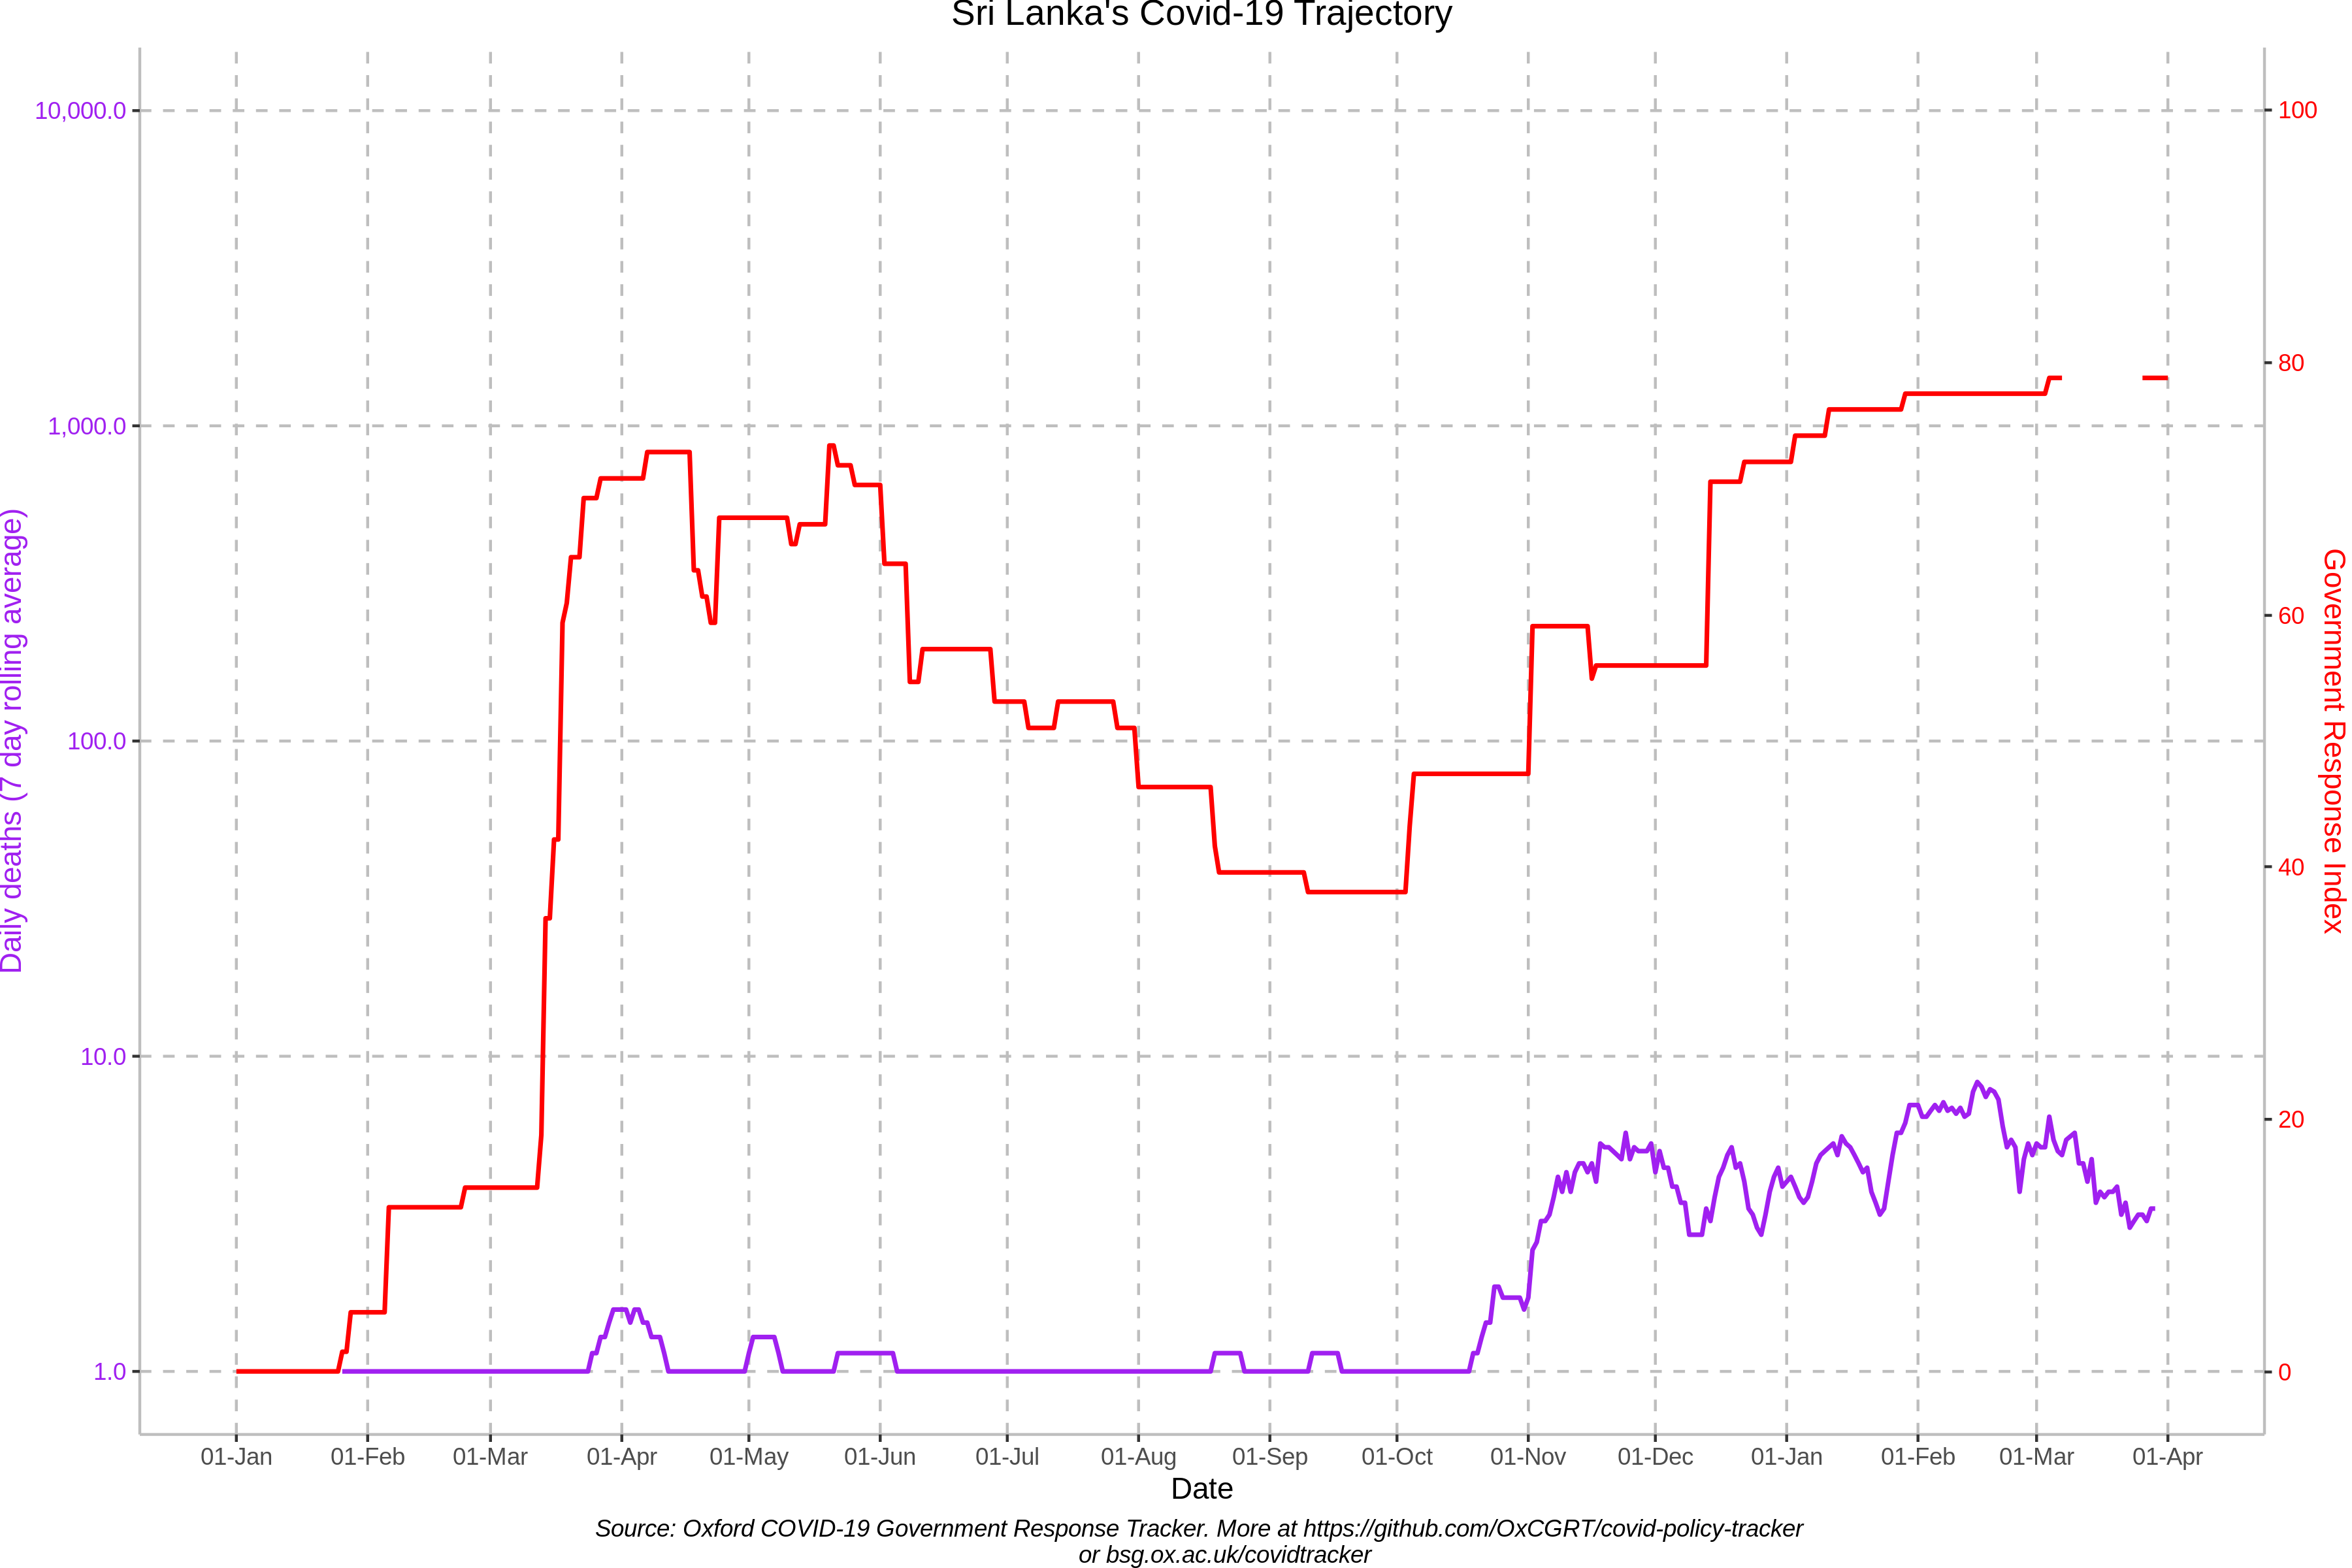 Sri Lanka's Covid-19 Trajectory
10,000.0
1,000.0
100.0
10.0
1.0
Daily deaths (7 day rolling average)
100
80
60
40
20
0
Government Response Index
01-Jan
01-Feb
01-Mar
01-Apr
01-May
01-Jun
01-Jul
01-Aug
01-Sep
01-Oct
01-Nov
01-Dec
01-Jan
01-Feb
01-Mar
01-Apr
Date
Source: Oxford COVID-19 Government Response Tracker. More at https://github.com/OxCGRT/covid-policy-tracker
or bsg.ox.ac.uk/covidtracker